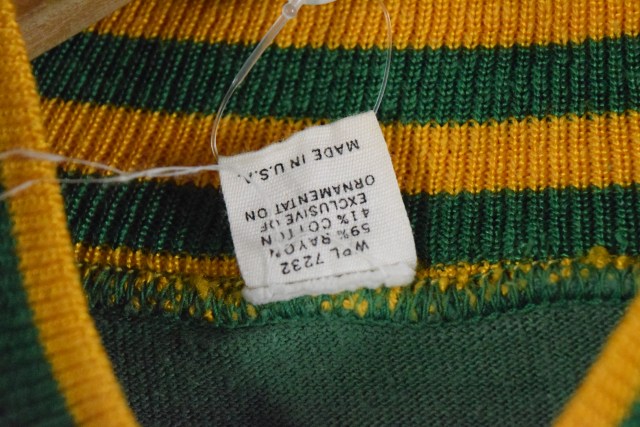 WPL 7232
59% RAYON
41% COTTON
EXCLUSIVE OF
ORNAMENTATION
MADE IN U.S.A.